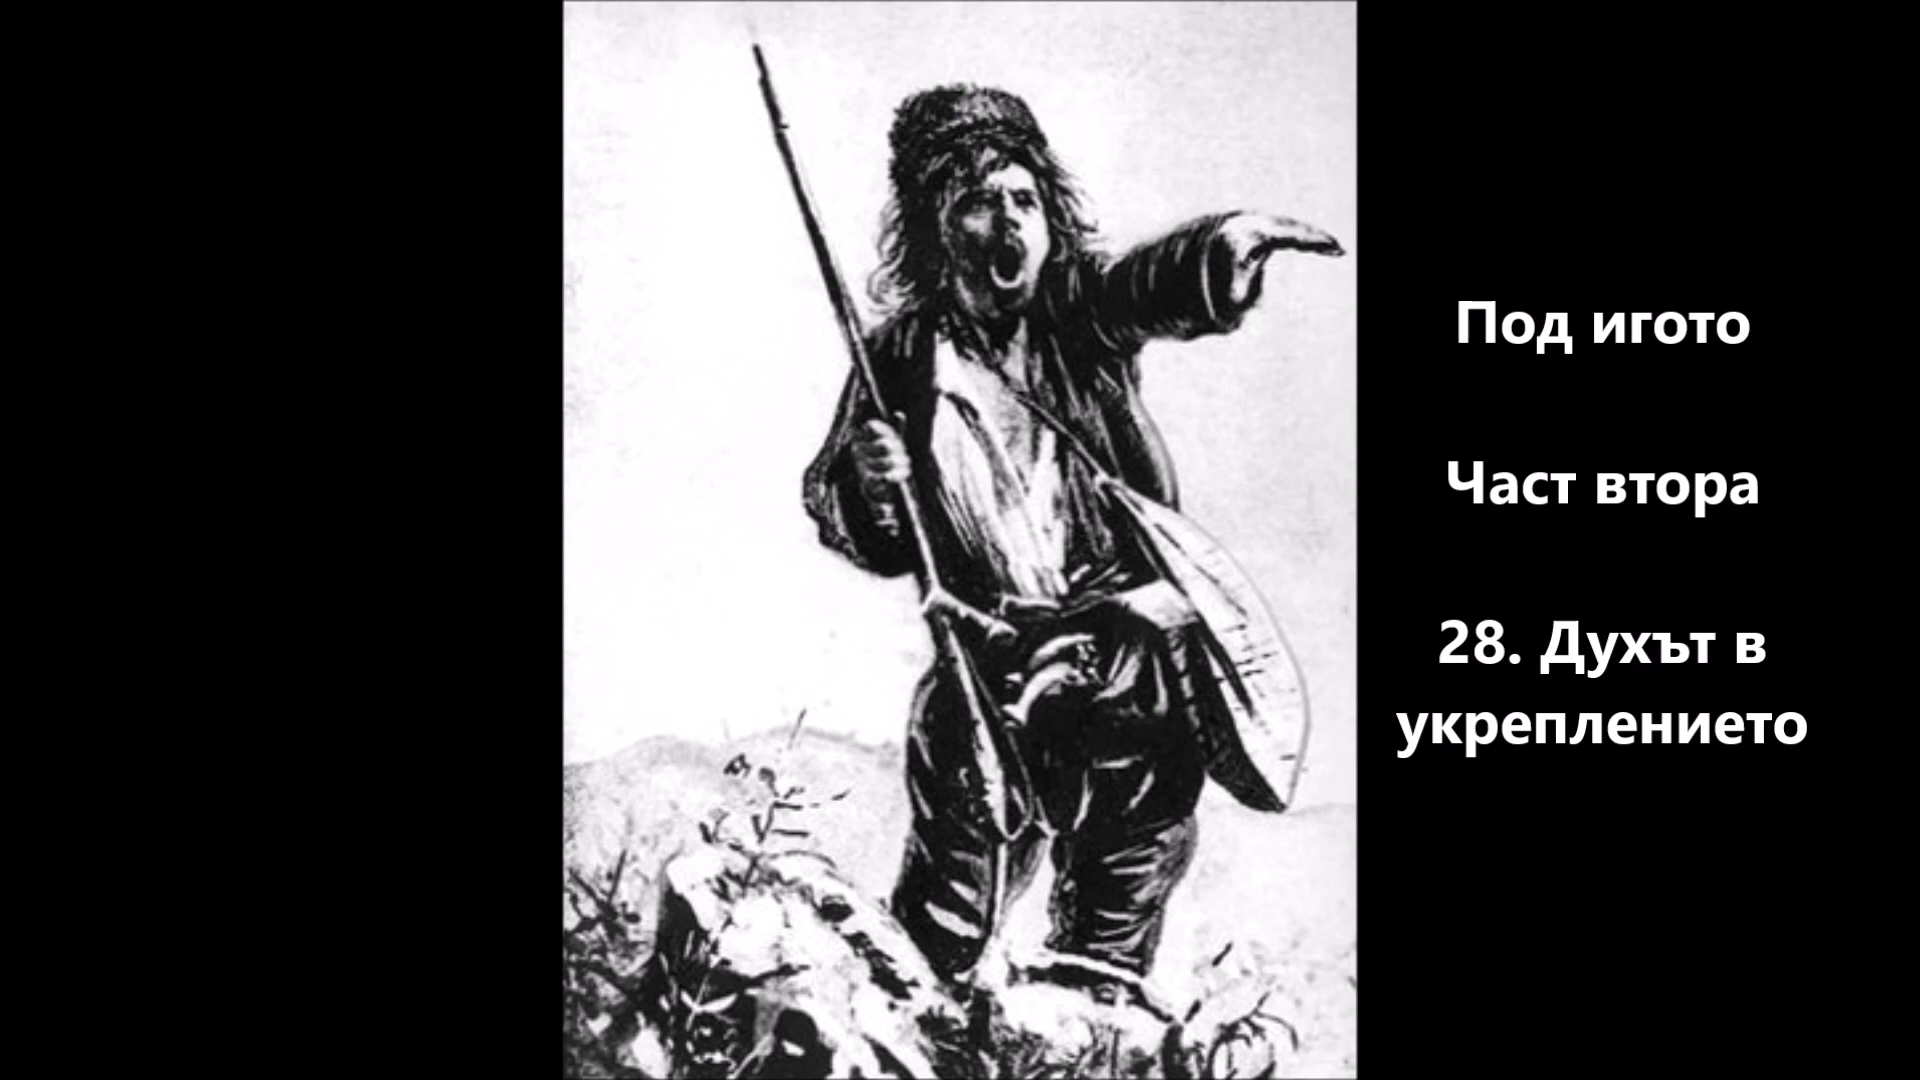 Под игото
Част втора
28. Духът в
укреплението